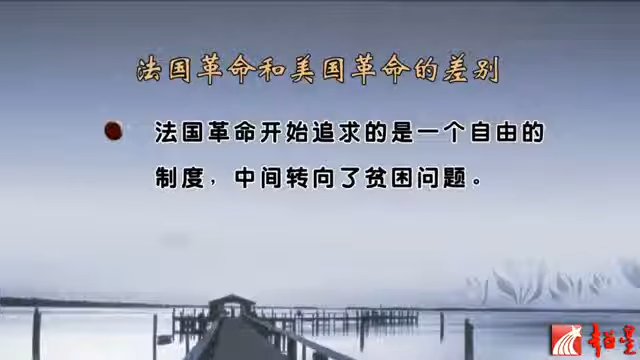 法国革命和美国革命的差别
法国革命开始追求的是一个自由的
制度，中间转向了贫困问题。
超星